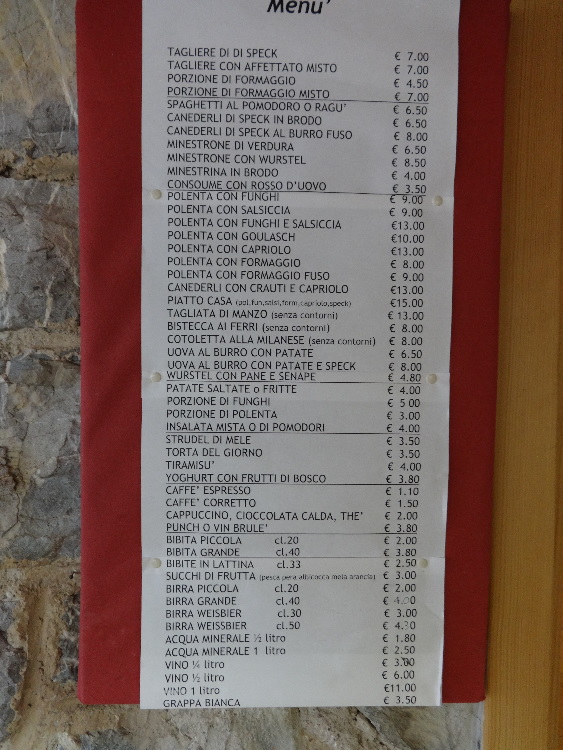 Menu'
TAGLIERE DI DI SPECK € 7.00
TAGLIERE CON AFFETTATO MISTO € 7.00
PORZIONE DI FORMAGGIO € 4.50
PORZIONE DI FORMAGGIO MISTO € 7.00
SPAGHETTI AL POMODORO O RAGU' € 6.50
CANEDERLI DI SPECK IN BRODO € 6.50
CANEDERLI DI SPECK AL BURRO FUSO € 8.00
MINESTRONE DI VERDURA € 6.50
MINESTRONE CON WURSTEL € 8.50
MINESTRINA IN BRODO € 4.00
CONSOUME CON ROSSO D'UOVO € 3.50
POLENTA CON FUNGHI € 9.00
POLENTA CON SALSICCIA € 9.00
POLENTA CON FUNGHI E SALSICCIA €13.00
POLENTA CON GOULASCH €10.00
POLENTA CON CAPRIOLO €13.00
POLENTA CON FORMAGGIO € 8.00
POLENTA CON FORMAGGIO FUSO € 9.00
CANEDERLI CON CRAUTI E CAPRIOLO €13.00
PIATTO CASA (pol,fun,salsi,form,capriolo,speck) €15.00
TAGLIATA DI MANZO (senza contorni) € 13.00
BISTECCA AI FERRI (senza contorni) € 8.00
COTOLETTA ALLA MILANESE (senza contorni) € 8.00
UOVA AL BURRO CON PATATE € 6.50
UOVA AL BURRO CON PATATE E SPECK € 8.00
WURSTEL CON PANE E SENAPE € 4.80
PATATE SALTATE o FRITTE € 4.00
PORZIONE DI FUNGHI € 5 00
PORZIONE DI POLENTA € 3.00
INSALATA MISTA O DI POMODORI € 4.00
STRUDEL DI MELE € 3.50
TORTA DEL GIORNO € 3.50
TIRAMISU' € 4.00
YOGHURT CON FRUTTI DI BOSCO € 3.80
CAFFE' ESPRESSO € 1.10
CAFFE' CORRETTO € 1.50
CAPPUCCINO, CIOCCOLATA CALDA, THE' € 2.00
PUNCH O VIN BRULE' € 3.80
BIBITA PICCOLA cl.20 € 2.00
BIBITA GRANDE cl.40 € 3.80
BIBITE IN LATTINA cl.33 € 2.50
SUCCHI DI FRUTTA (pesca pera albicocca mela arancia) € 3.00
BIRRA PICCOLA cl.20 € 2.00
BIRRA GRANDE cl.40 €
BIRRA WEISBIER cl.30 € 3.00
BIRRA WEISSBIER cl.50 €
ACQUA MINERALE ½ litro € 1.80
ACQUA MINERALE 1 litro € 2.50
VINO ¼ litro €
VINO ½ litro € 6.00
VINO 1 litro €11.00
GRAPPA BIANCA € 3.50